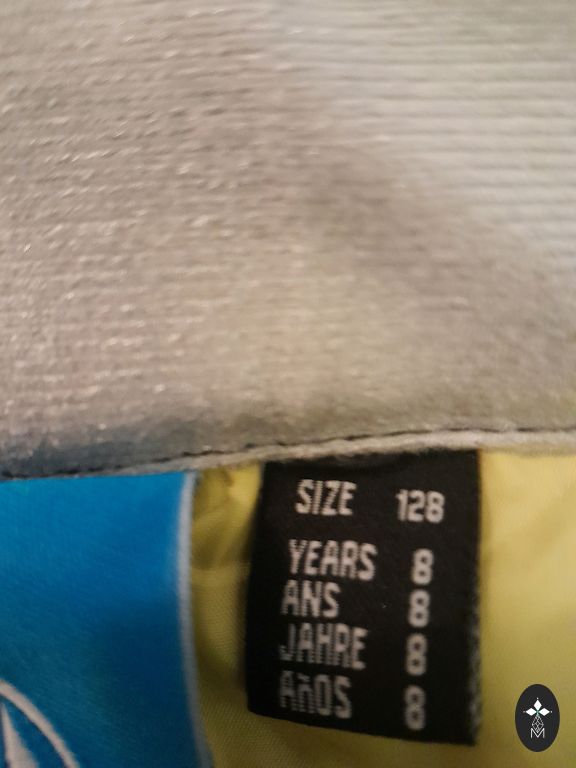 SIZE 128
YEARS 8
ANS 8
JAHRE 8
AÑOS 8
M